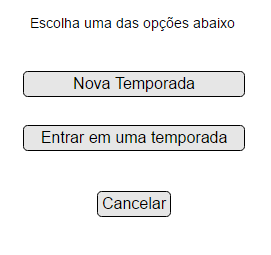 Escolha uma das opções abaixo
Nova Temporada
Entrar em uma temporada
Cancelar